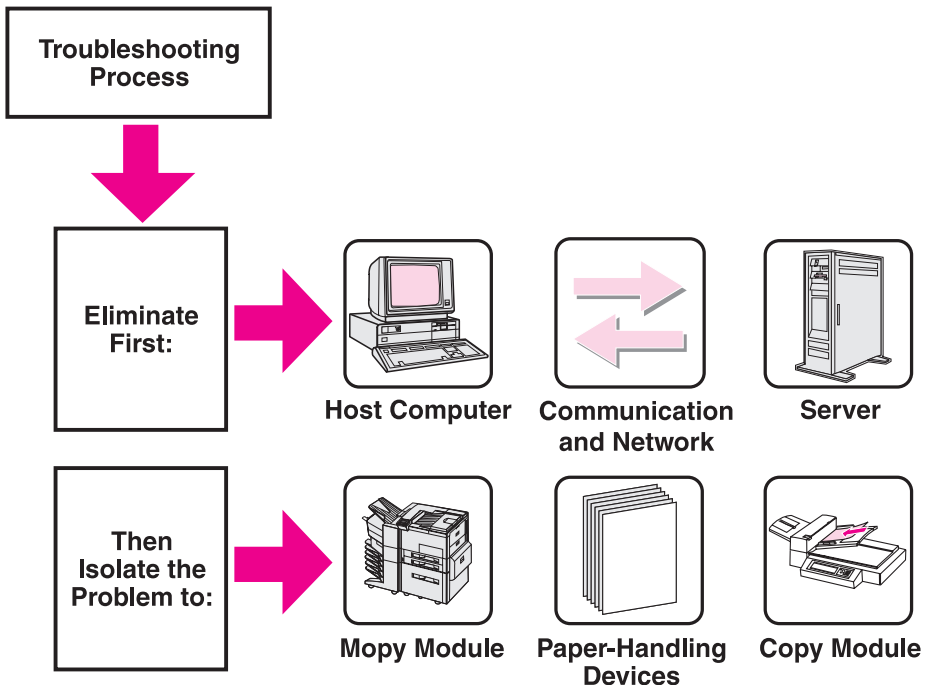 Troubleshooting
Process
Eliminate
First:
Host Computer
Communication
and Network
Server
Then
Isolate the
Problem to:
Mopy Module
Paper-Handling
Devices
Copy Module